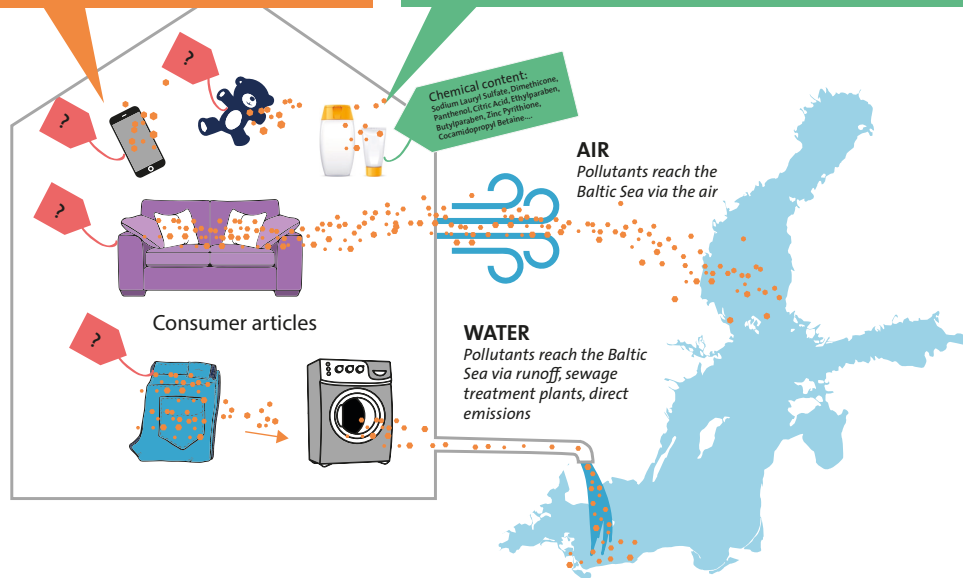 ?
?
Chemical content:
Sodium Lauryl Sulfate, Dimethicone,
Panthenol, Citric Acid, Ethylparaben,
Butylparaben, Zinc Pyrithione,
Cocamidopropyl Betaine....
AIR
Pollutants reach the
Baltic Sea via the air
?
Consumer articles
WATER
Pollutants reach the Baltic
Sea via runoff, sewage
treatment plants, direct
emissions
?